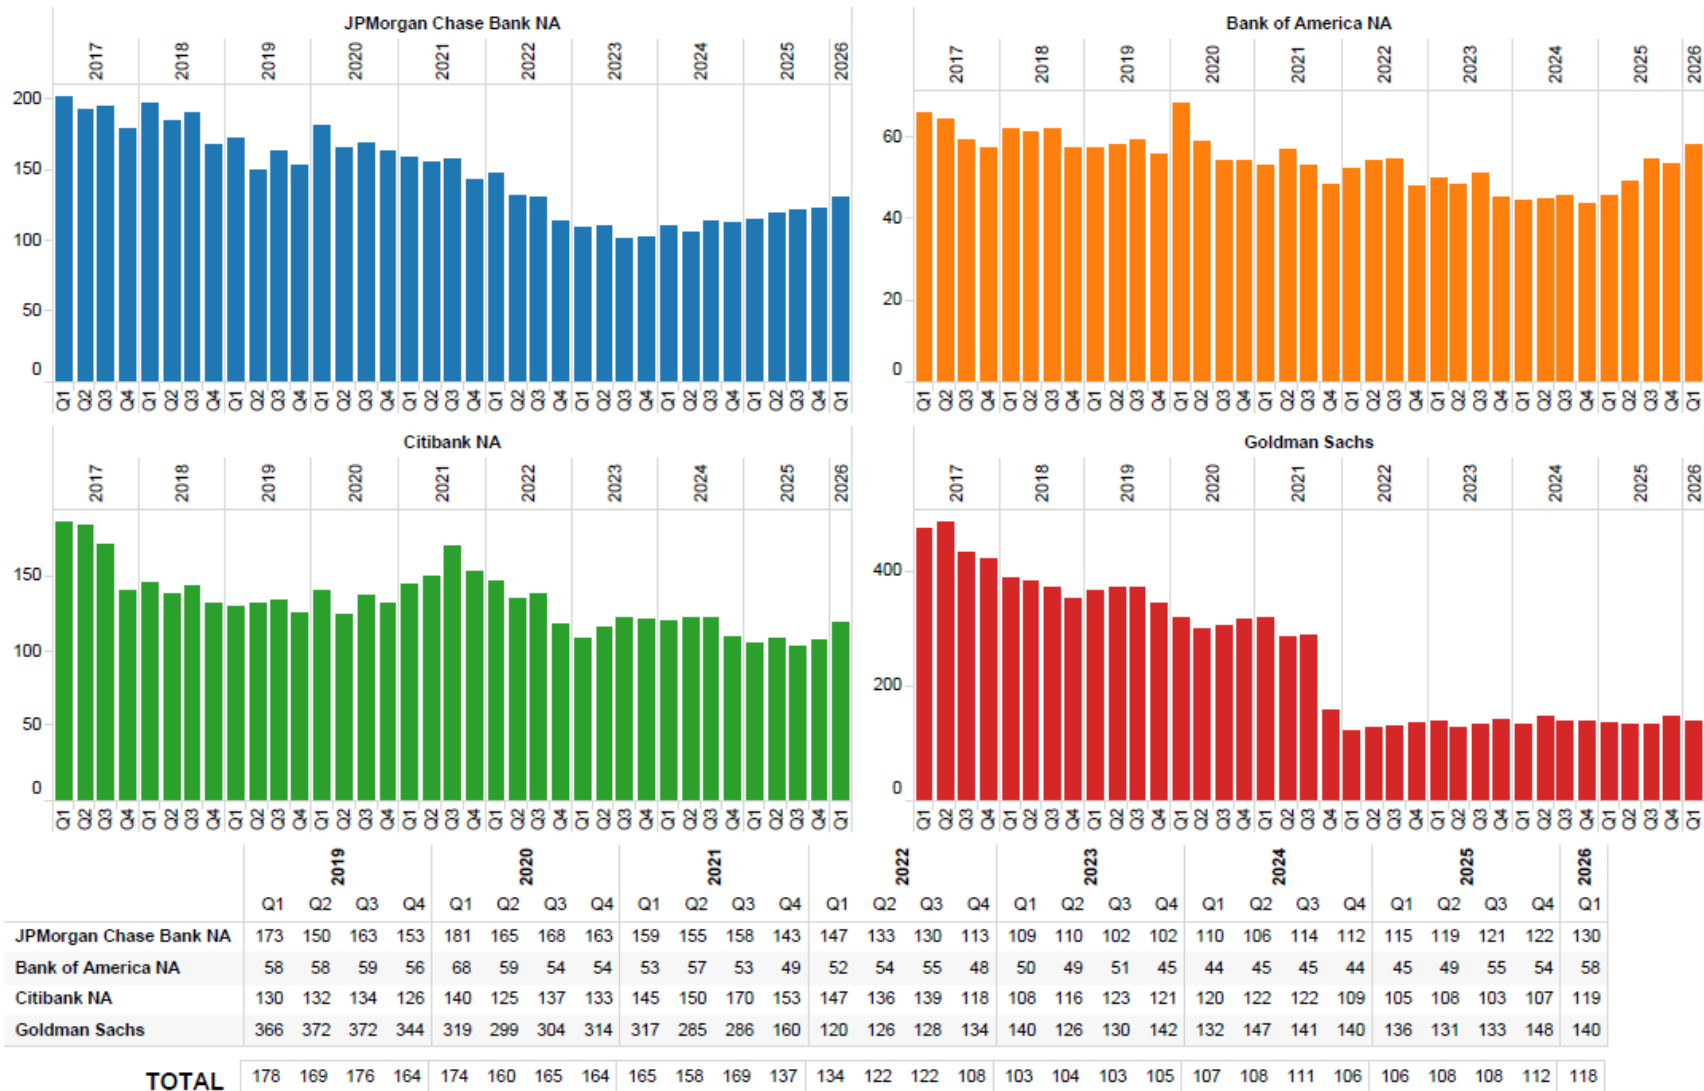 JPMorgan Chase Bank NA
2017 2018 2019 2020 2021 2022 2023 2024 2025 2026
200
150
100
50
0
Q1 Q2 Q3 Q4 Q1 Q2 Q3 Q4 Q1 Q2 Q3 Q4 Q1 Q2 Q3 Q4 Q1 Q2 Q3 Q4 Q1 Q2 Q3 Q4 Q1 Q2 Q3 Q4 Q1 Q2 Q3 Q4 Q1 Q2 Q3 Q4 Q1
Bank of America NA
2017 2018 2019 2020 2021 2022 2023 2024 2025 2026
60
40
20
0
Q1 Q2 Q3 Q4 Q1 Q2 Q3 Q4 Q1 Q2 Q3 Q4 Q1 Q2 Q3 Q4 Q1 Q2 Q3 Q4 Q1 Q2 Q3 Q4 Q1 Q2 Q3 Q4 Q1 Q2 Q3 Q4 Q1 Q2 Q3 Q4 Q1
Citibank NA
2017 2018 2019 2020 2021 2022 2023 2024 2025 2026
150
100
50
0
Q1 Q2 Q3 Q4 Q1 Q2 Q3 Q4 Q1 Q2 Q3 Q4 Q1 Q2 Q3 Q4 Q1 Q2 Q3 Q4 Q1 Q2 Q3 Q4 Q1 Q2 Q3 Q4 Q1 Q2 Q3 Q4 Q1 Q2 Q3 Q4 Q1
Goldman Sachs
2017 2018 2019 2020 2021 2022 2023 2024 2025 2026
400
200
0
Q1 Q2 Q3 Q4 Q1 Q2 Q3 Q4 Q1 Q2 Q3 Q4 Q1 Q2 Q3 Q4 Q1 Q2 Q3 Q4 Q1 Q2 Q3 Q4 Q1 Q2 Q3 Q4 Q1 Q2 Q3 Q4 Q1 Q2 Q3 Q4 Q1
2019 2020 2021 2022 2023 2024 2025 2026
Q1 Q2 Q3 Q4 Q1 Q2 Q3 Q4 Q1 Q2 Q3 Q4 Q1 Q2 Q3 Q4 Q1 Q2 Q3 Q4 Q1 Q2 Q3 Q4 Q1 Q2 Q3 Q4 Q1
JPMorgan Chase Bank NA 173 150 163 153 181 165 168 163 159 155 158 143 147 133 130 113 109 110 102 102 110 106 114 112 115 119 121 122 130
Bank of America NA 58 58 59 56 68 59 54 54 53 57 53 49 52 54 55 48 50 49 51 45 44 45 45 44 45 49 55 54 58
Citibank NA 130 132 134 126 140 125 137 133 145 150 170 153 147 136 139 118 108 116 123 121 120 122 122 109 105 108 103 107 119
Goldman Sachs 366 372 372 344 319 299 304 314 317 285 286 160 120 126 128 134 140 126 130 142 132 147 141 140 136 131 133 148 140
TOTAL 178 169 176 164 174 160 165 164 165 158 169 137 134 122 122 108 103 104 103 105 107 108 111 106 106 108 108 112 118